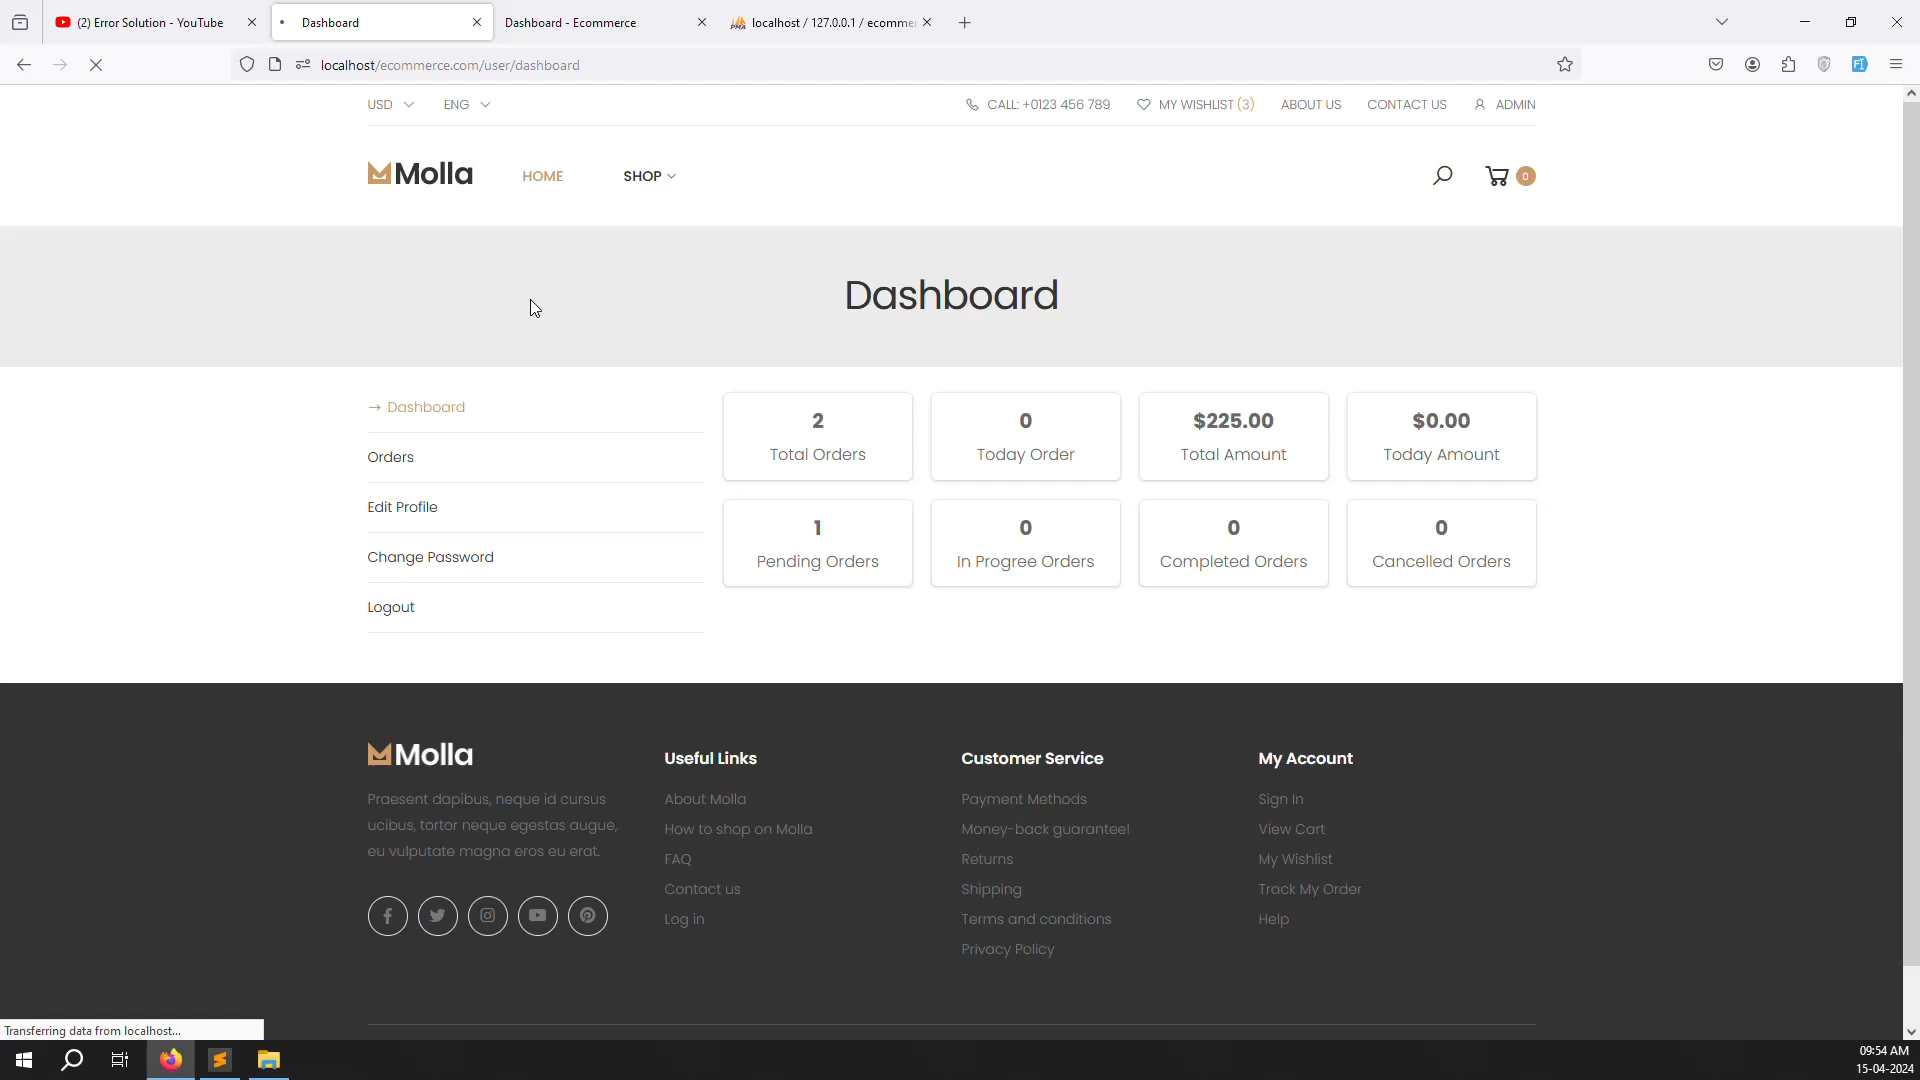 (2) Error Solution - YouTube
Dashboard
Dashboard - Ecommerce
localhost / 127.0.0.1 / ecommer
localhost/ecommerce.com/user/dashboard
USD
ENG
CALL: +0123 456 789
MY WISHLIST (3)
ABOUT US
CONTACT US
ADMIN
Molla
HOME
SHOP
0
Dashboard
→ Dashboard
Orders
Edit Profile
Change Password
Logout
2
Total Orders
0
Today Order
$225.00
Total Amount
$0.00
Today Amount
1
Pending Orders
0
In Progree Orders
0
Completed Orders
0
Cancelled Orders
Molla
Praesent dapibus, neque id cursus
ucibus, tortor neque egestas augue,
eu vulputate magna eros eu erat.
Useful Links
About Molla
How to shop on Molla
FAQ
Contact us
Log in
Customer Service
Payment Methods
Money-back guarantee!
Returns
Shipping
Terms and conditions
Privacy Policy
My Account
Sign In
View Cart
My Wishlist
Track My Order
Help
Transferring data from localhost...
09:54 AM
15-04-2024